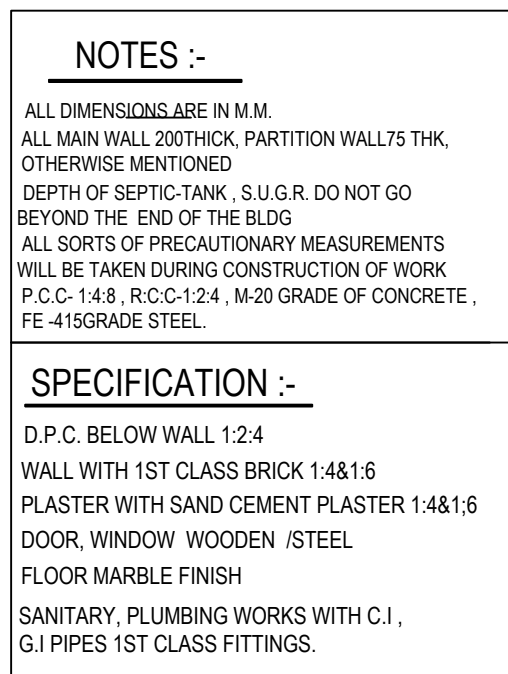 NOTES :-
ALL DIMENSIONS ARE IN M.M.
ALL MAIN WALL 200THICK, PARTITION WALL75 THK,
OTHERWISE MENTIONED
DEPTH OF SEPTIC-TANK , S.U.G.R. DO NOT GO
BEYOND THE END OF THE BLDG
ALL SORTS OF PRECAUTIONARY MEASUREMENTS
WILL BE TAKEN DURING CONSTRUCTION OF WORK
P.C.C- 1:4:8 , R:C:C-1:2:4 , M-20 GRADE OF CONCRETE ,
FE -415GRADE STEEL.
SPECIFICATION :-
D.P.C. BELOW WALL 1:2:4
WALL WITH 1ST CLASS BRICK 1:4&1:6
PLASTER WITH SAND CEMENT PLASTER 1:4&1;6
DOOR, WINDOW WOODEN /STEEL
FLOOR MARBLE FINISH
SANITARY, PLUMBING WORKS WITH C.I ,
G.I PIPES 1ST CLASS FITTINGS.